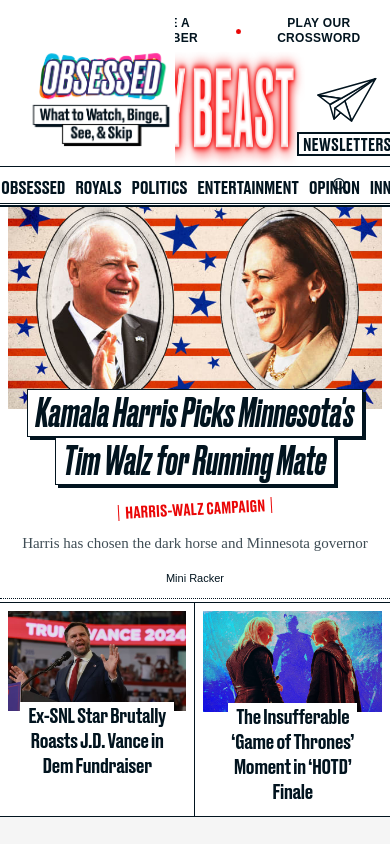 E A
BER
PLAY OUR
CROSSWORD
OBSESSED
What to Watch, Binge,
See, & Skip
Y BEAST
NEWSLETTERS
OBSESSED ROYALS POLITICS ENTERTAINMENT OPINION INN
Kamala Harris Picks Minnesota's
Tim Walz for Running Mate
HARRIS-WALZ CAMPAIGN
Harris has chosen the dark horse and Minnesota governor
Mini Racker
TRUMP VANCE 2024
VANCE
Ex-SNL Star Brutally
Roasts J.D. Vance in
Dem Fundraiser
The Insufferable
‘Game of Thrones’
Moment in ‘HOTD’
Finale